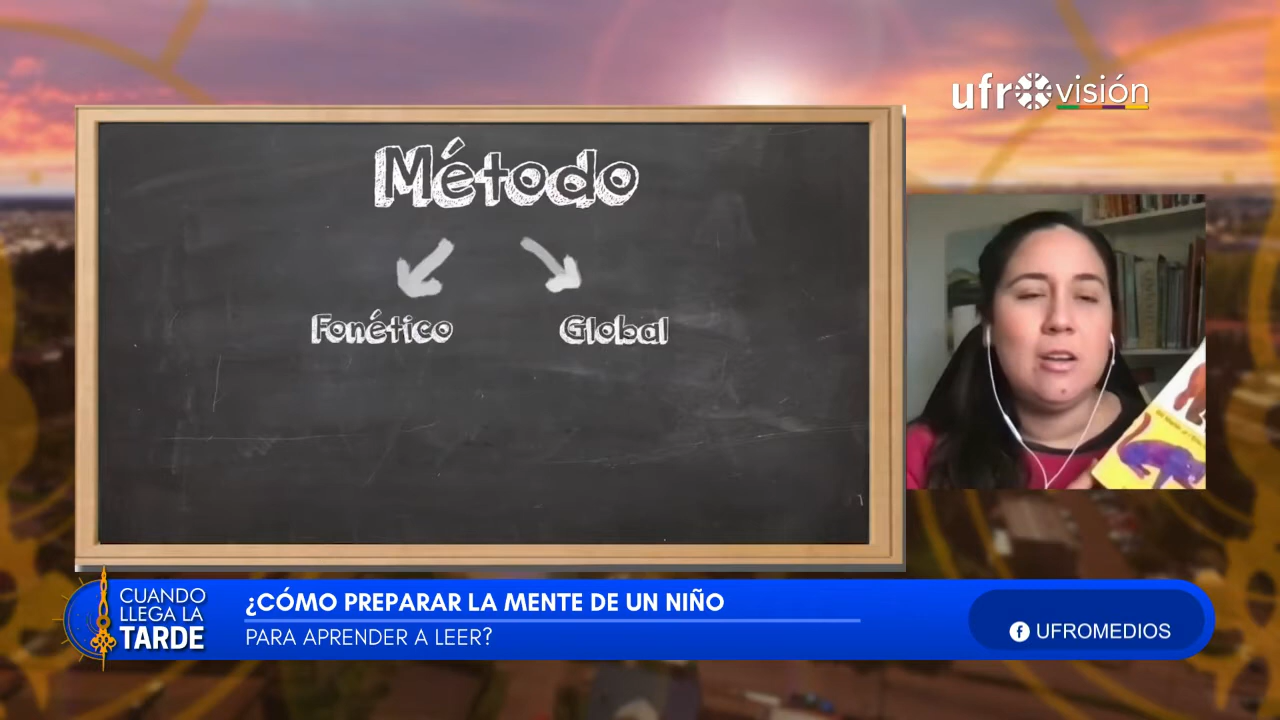 ufrovisión
Método
Fonético
Global
CUANDO
LLEGA LA
TARDE
¿CÓMO PREPARAR LA MENTE DE UN NIÑO
PARA APRENDER A LEER?
UFROMEDIOS